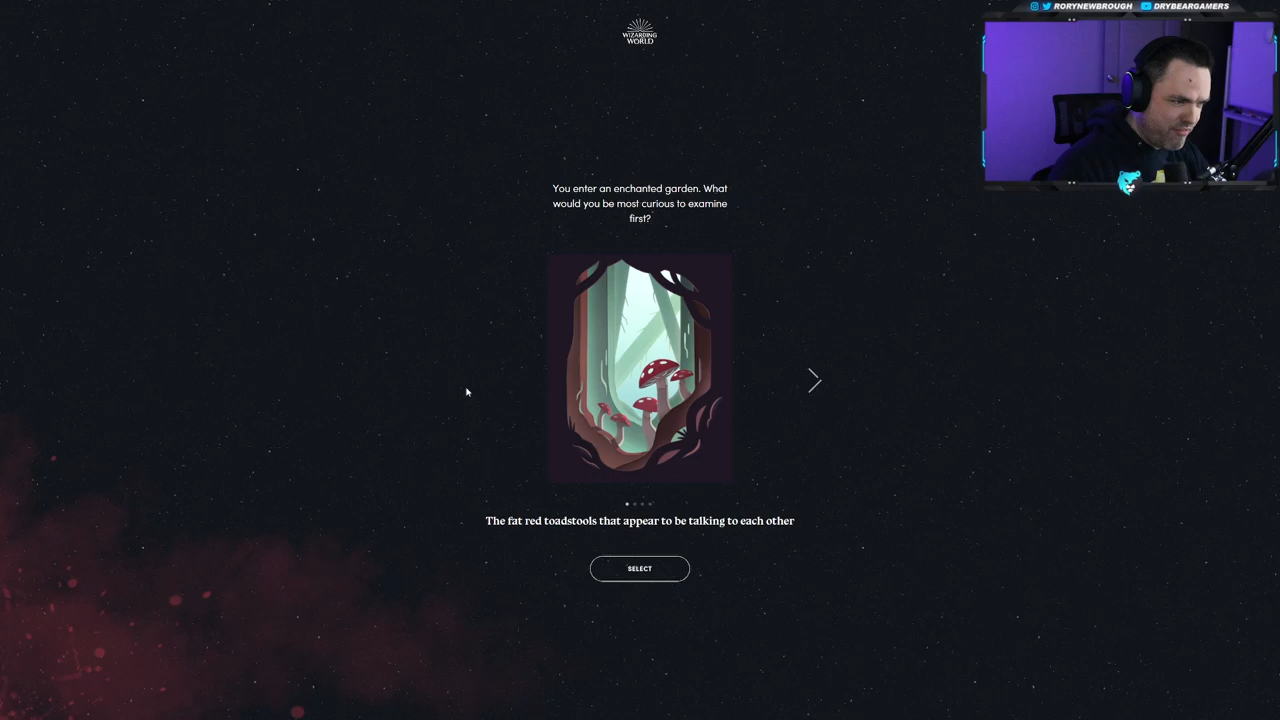 RORYNEWBROUGH DRYBEARGAMERS
WIZARDING
WORLD
You enter an enchanted garden. What
would you be most curious to examine
first?
The fat red toadstools that appear to be talking to each other
SELECT